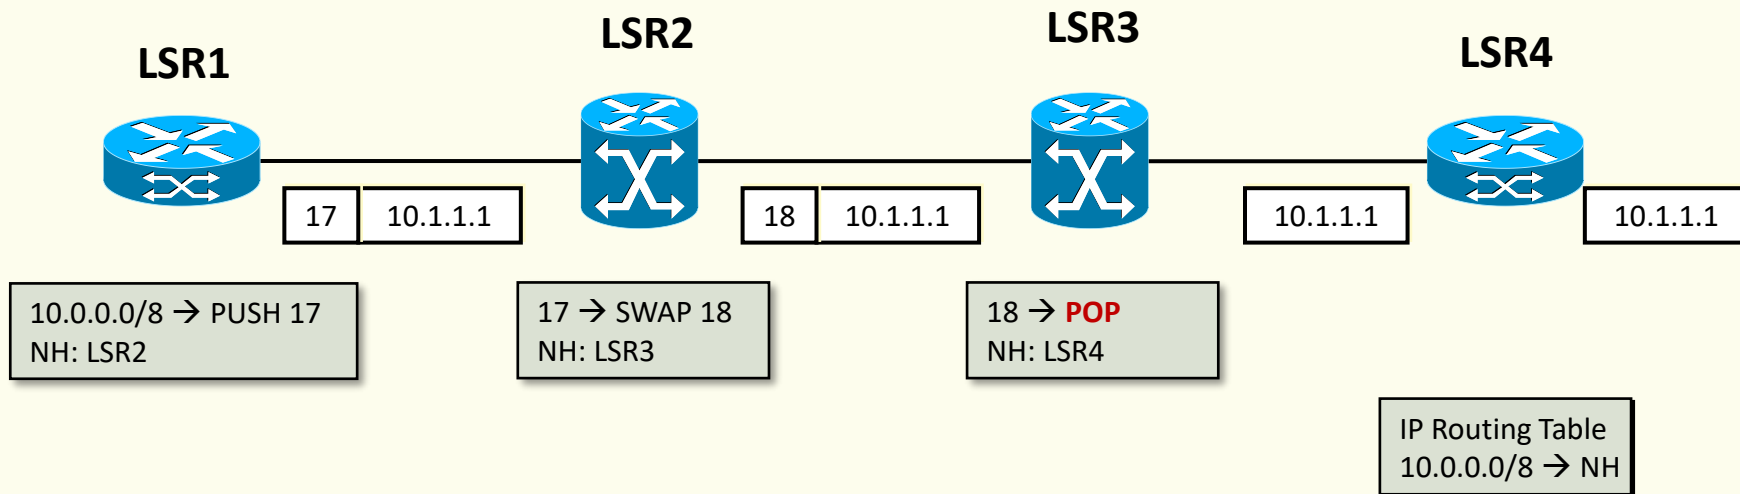 LSR1
LSR2
LSR3
LSR4
17
10.1.1.1
18
10.1.1.1
10.1.1.1
10.1.1.1
10.0.0.0/8 → PUSH 17
NH: LSR2
17 → SWAP 18
NH: LSR3
18 → POP
NH: LSR4
IP Routing Table
10.0.0.0/8 → NH